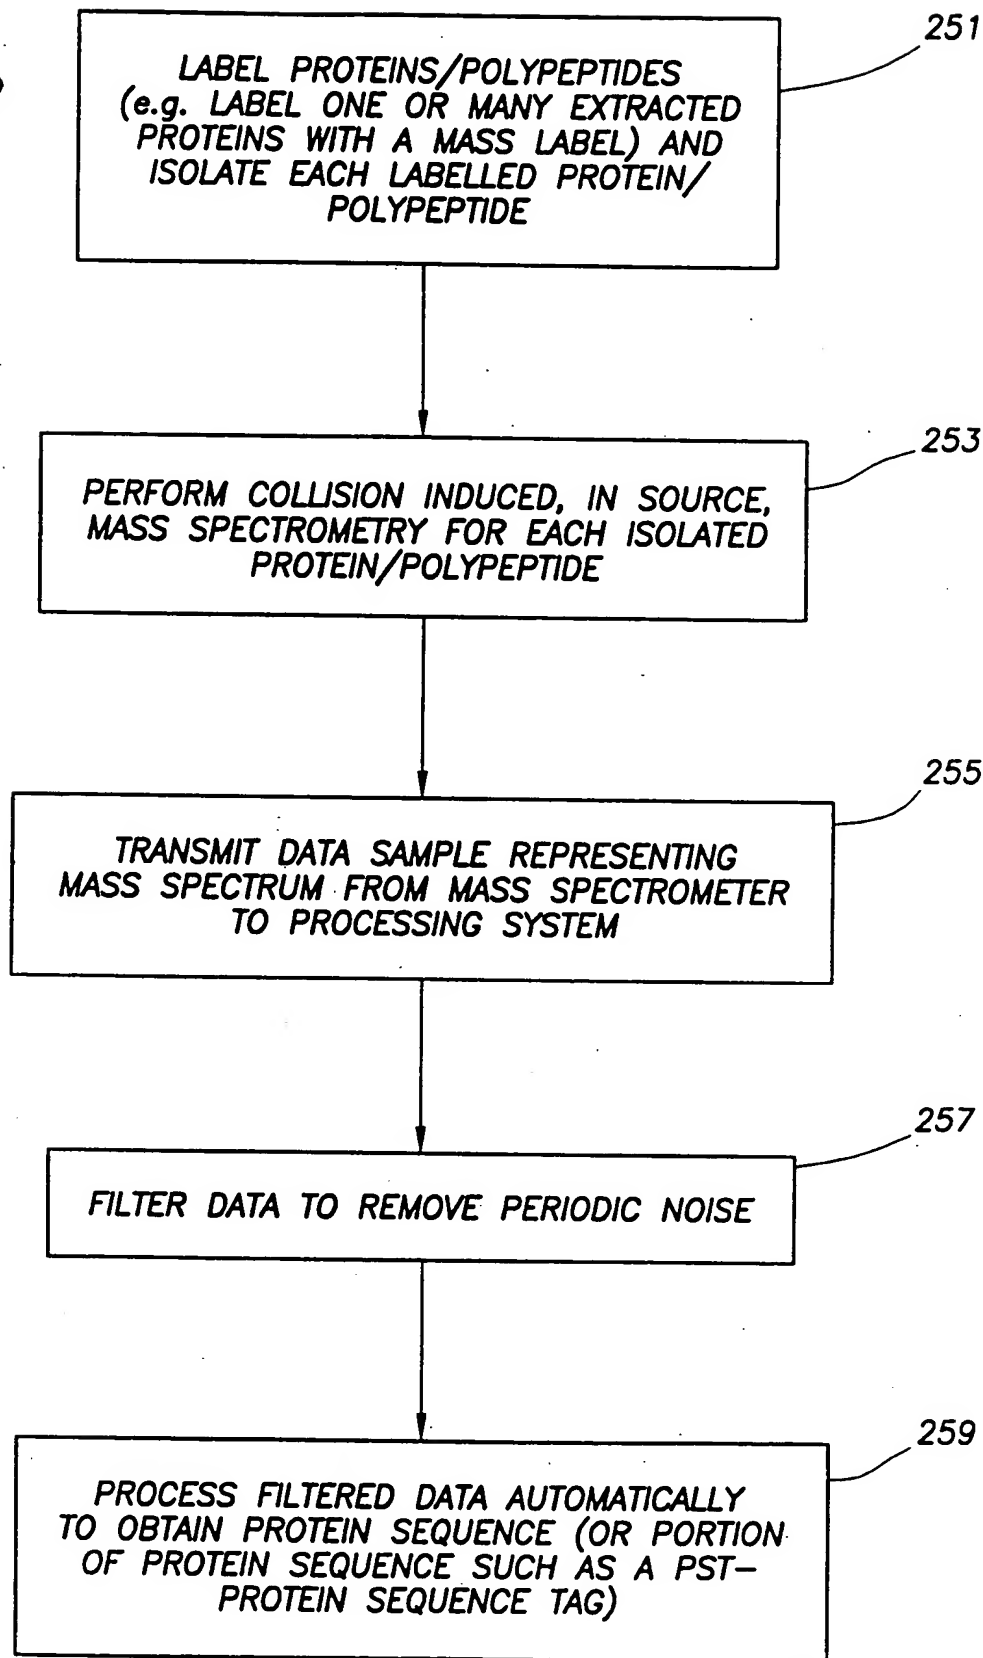 251
LABEL PROTEINS/POLYPEPTIDES
(e.g. LABEL ONE OR MANY EXTRACTED
PROTEINS WITH A MASS LABEL) AND
ISOLATE EACH LABELLED PROTEIN/
POLYPEPTIDE
253
PERFORM COLLISION INDUCED, IN SOURCE,
MASS SPECTROMETRY FOR EACH ISOLATED
PROTEIN/POLYPEPTIDE
255
TRANSMIT DATA SAMPLE REPRESENTING
MASS SPECTRUM FROM MASS SPECTROMETER
TO PROCESSING SYSTEM
257
FILTER DATA TO REMOVE PERIODIC NOISE
259
PROCESS FILTERED DATA AUTOMATICALLY
TO OBTAIN PROTEIN SEQUENCE (OR PORTION
OF PROTEIN SEQUENCE SUCH AS A PST-
PROTEIN SEQUENCE TAG)